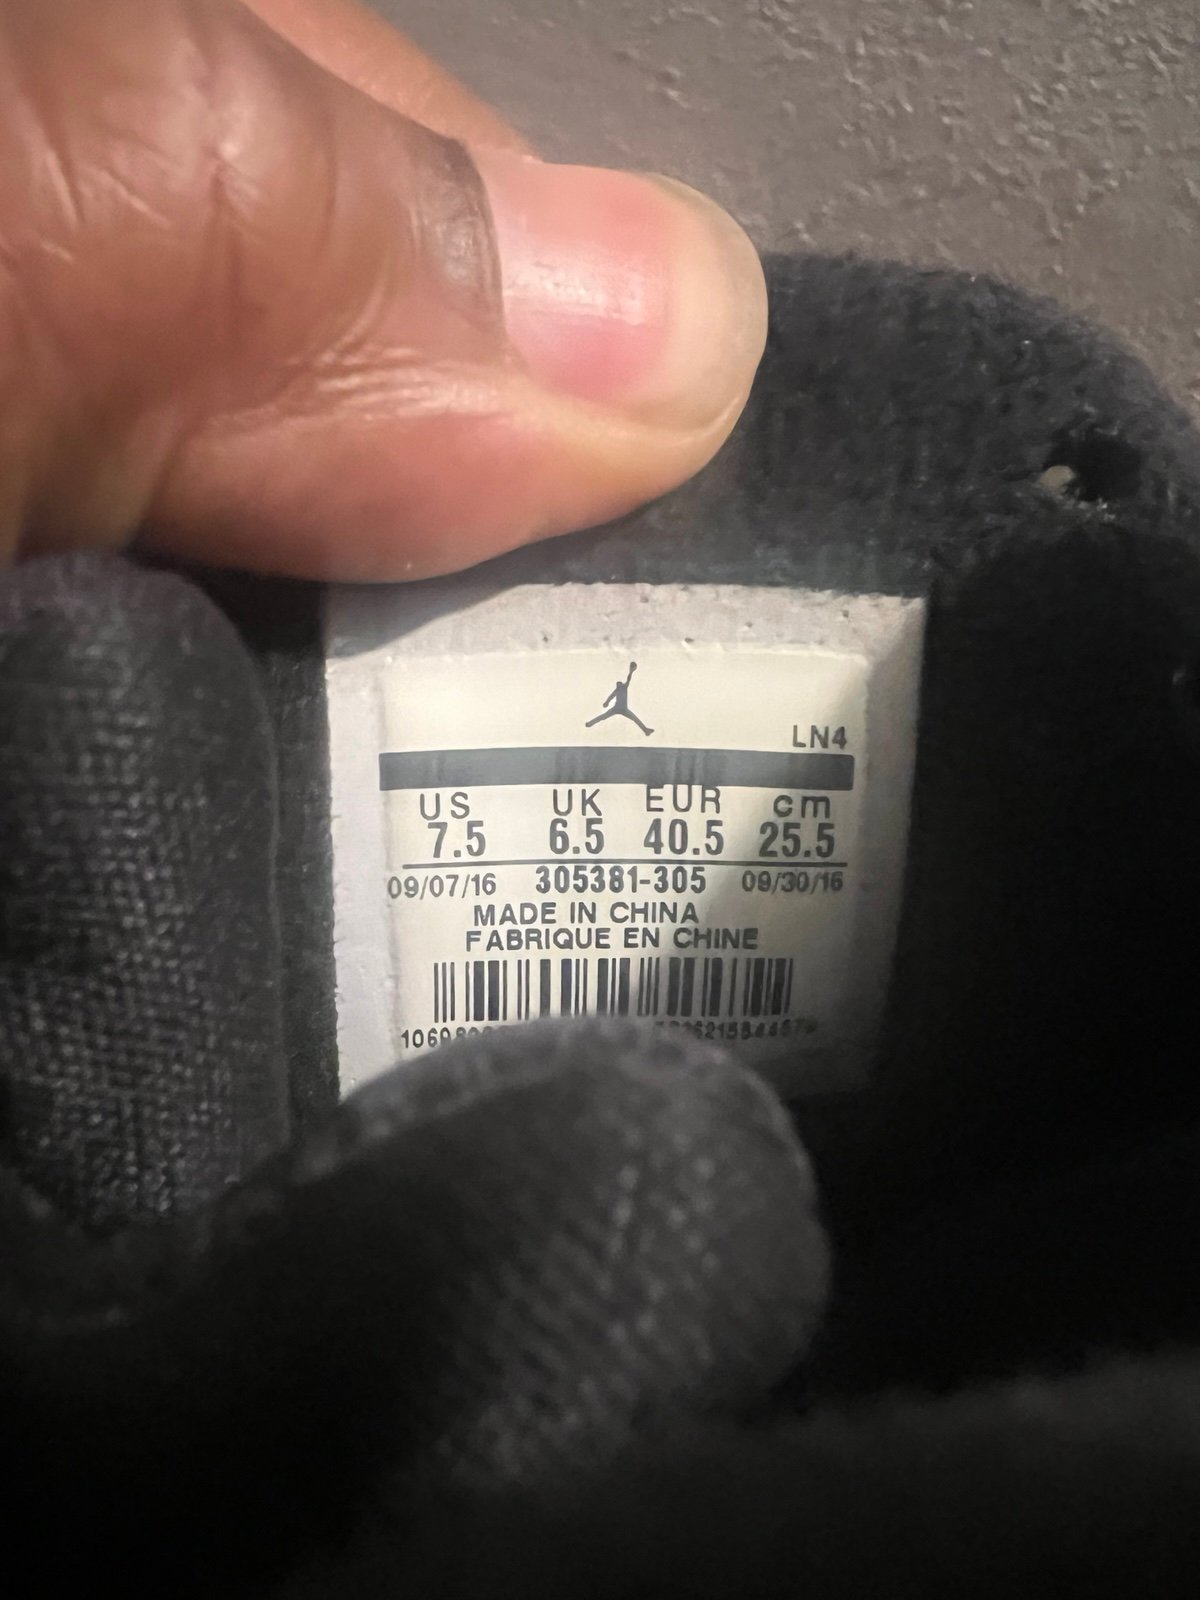 LN4
US UK EUR cm
7.5 6.5 40.5 25.5
09/07/16 305381-305 09/30/16
MADE IN CHINA
FABRIQUE EN CHINE